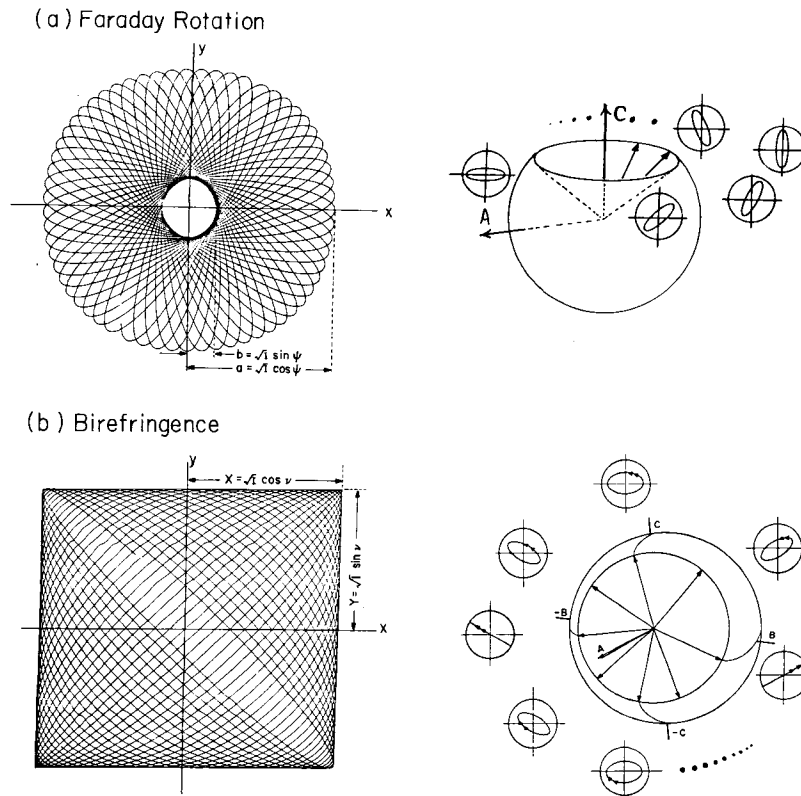 (a) Faraday Rotation
y
x
b = √I sin ψ
a = √I cos ψ
C
A
(b) Birefringence
y
X = √I cos ν
Y = √I sin ν
x
C
-B
B
A
-C